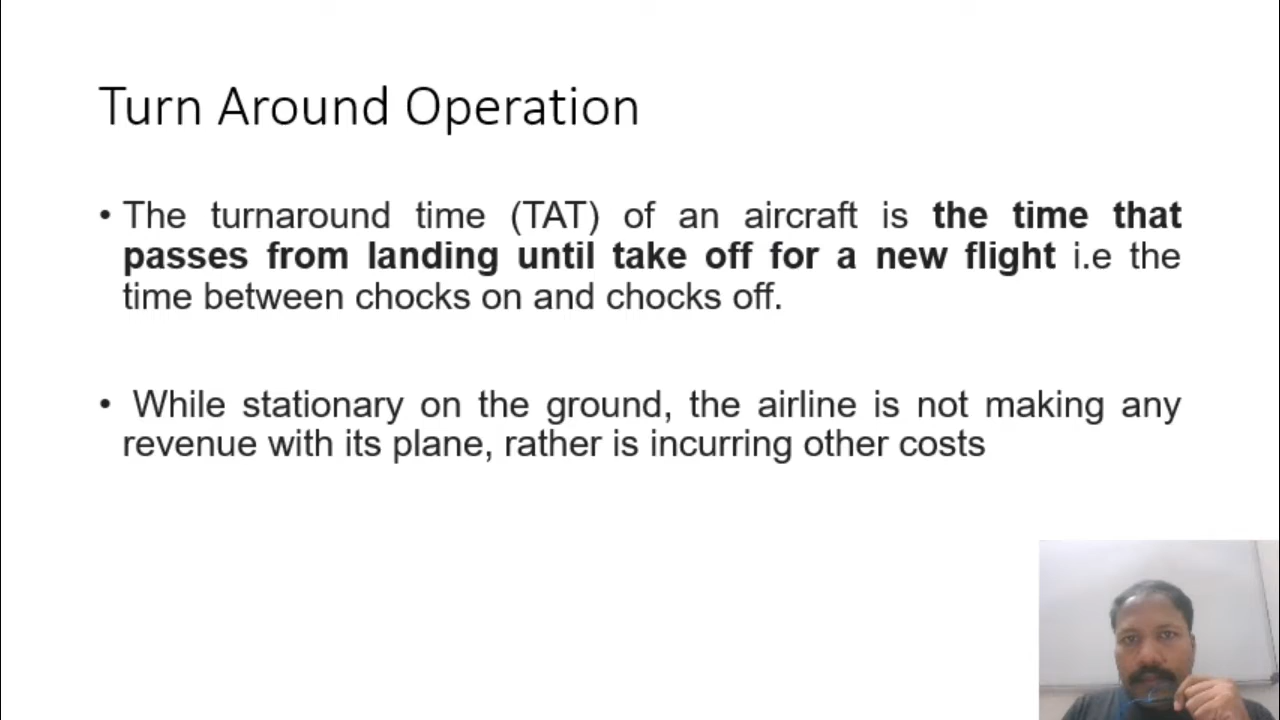 Turn Around Operation
• The turnaround time (TAT) of an aircraft is the time that
passes from landing until take off for a new flight i.e the
time between chocks on and chocks off.
• While stationary on the ground, the airline is not making any
revenue with its plane, rather is incurring other costs